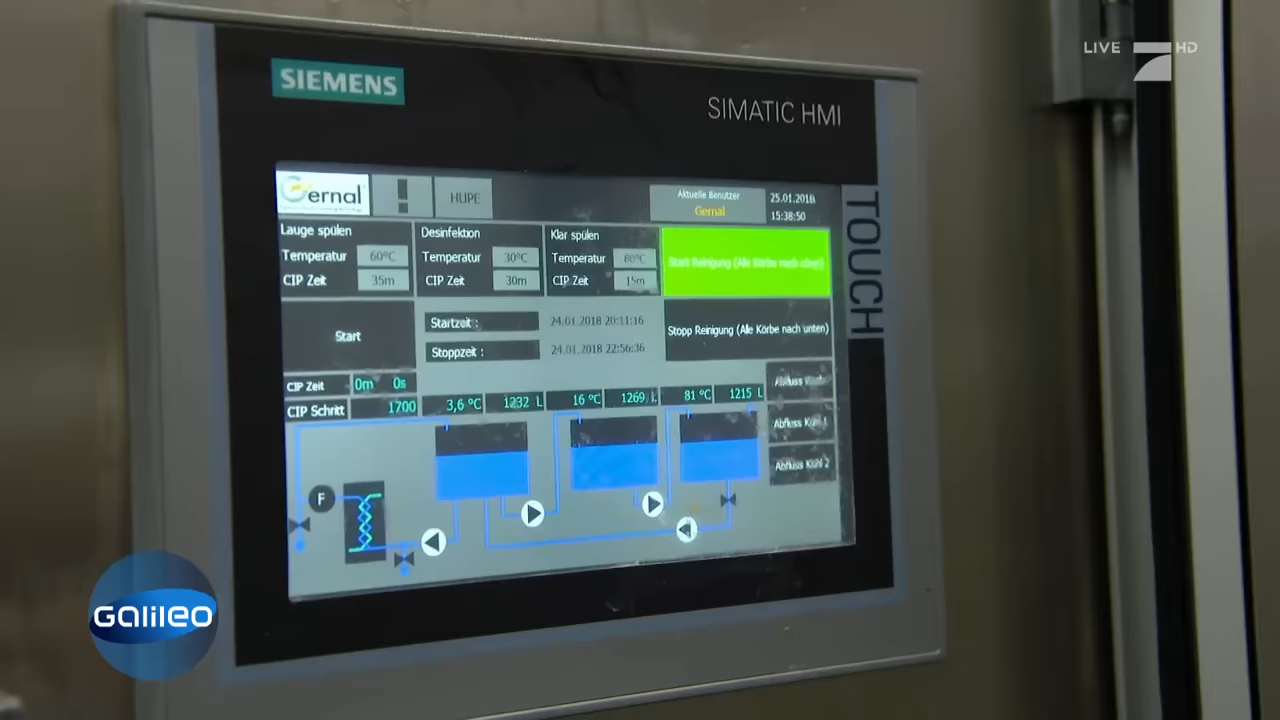 LIVE HD
SIEMENS
SIMATIC HMI
TOUCH
Gernal
HUPE
Aktuelle Benutzer
Gernal
25.01.2018
15:38:50
Lauge spülen
Temperatur 60°C
CIP Zeit 35m
Desinfektion
Temperatur 30°C
CIP Zeit 30m
Klar spülen
Temperatur 80°C
CIP Zeit 15m
Start Reinigung (Alle Körbe nach oben)
Start
Startzeit : 24.01.2018 20:11:16
Stoppzeit : 24.01.2018 22:56:36
Stopp Reinigung (Alle Körbe nach unten)
CIP Zeit 0m 0s
CIP Schritt 1700
3,6 °C 1232 L 16 °C 1269 L 81 °C 1215 L
Abfluss
Abfluss Kühl 1
Abfluss Kühl 2
F
GALILEO